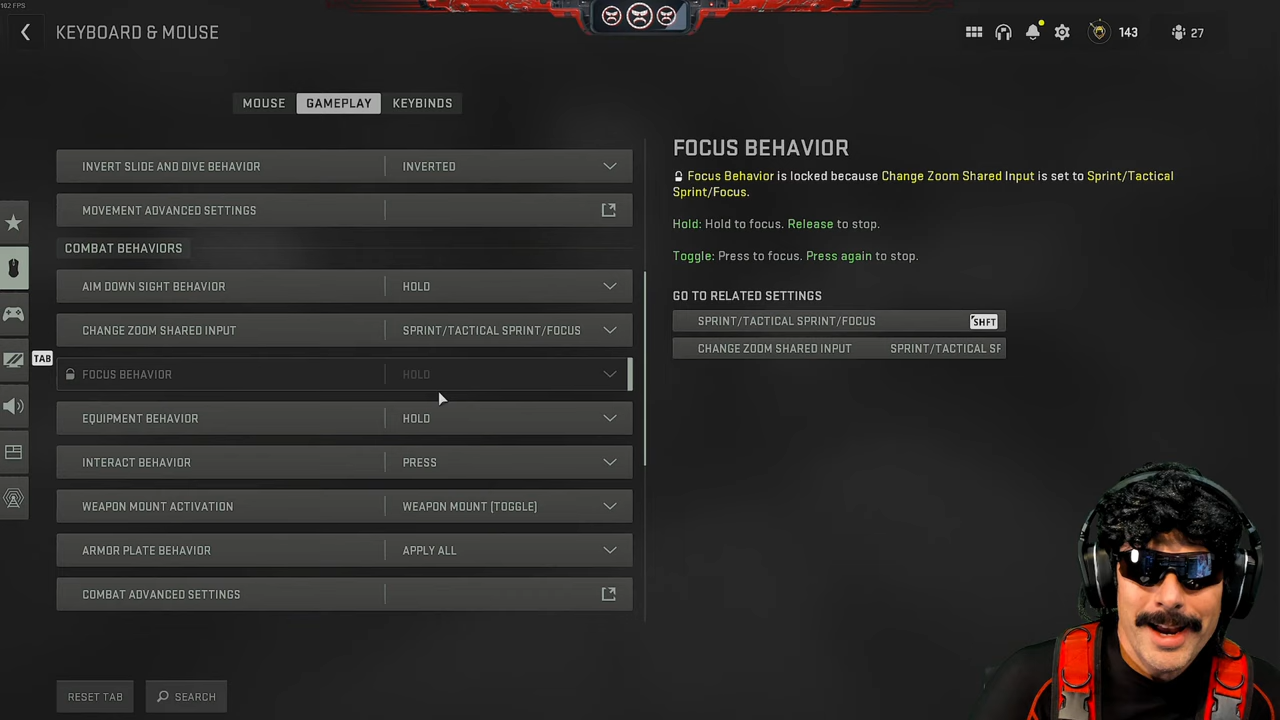 102 FPS
KEYBOARD & MOUSE
143
27
MOUSE
GAMEPLAY
KEYBINDS
INVERT SLIDE AND DIVE BEHAVIOR
INVERTED
MOVEMENT ADVANCED SETTINGS
COMBAT BEHAVIORS
AIM DOWN SIGHT BEHAVIOR
HOLD
CHANGE ZOOM SHARED INPUT
SPRINT/TACTICAL SPRINT/FOCUS
TAB
FOCUS BEHAVIOR
HOLD
EQUIPMENT BEHAVIOR
HOLD
INTERACT BEHAVIOR
PRESS
WEAPON MOUNT ACTIVATION
WEAPON MOUNT (TOGGLE)
ARMOR PLATE BEHAVIOR
APPLY ALL
COMBAT ADVANCED SETTINGS
RESET TAB
SEARCH
FOCUS BEHAVIOR
Focus Behavior is locked because Change Zoom Shared Input is set to Sprint/Tactical
Sprint/Focus.
Hold: Hold to focus. Release to stop.
Toggle: Press to focus. Press again to stop.
GO TO RELATED SETTINGS
SPRINT/TACTICAL SPRINT/FOCUS
SHFT
CHANGE ZOOM SHARED INPUT
SPRINT/TACTICAL SF